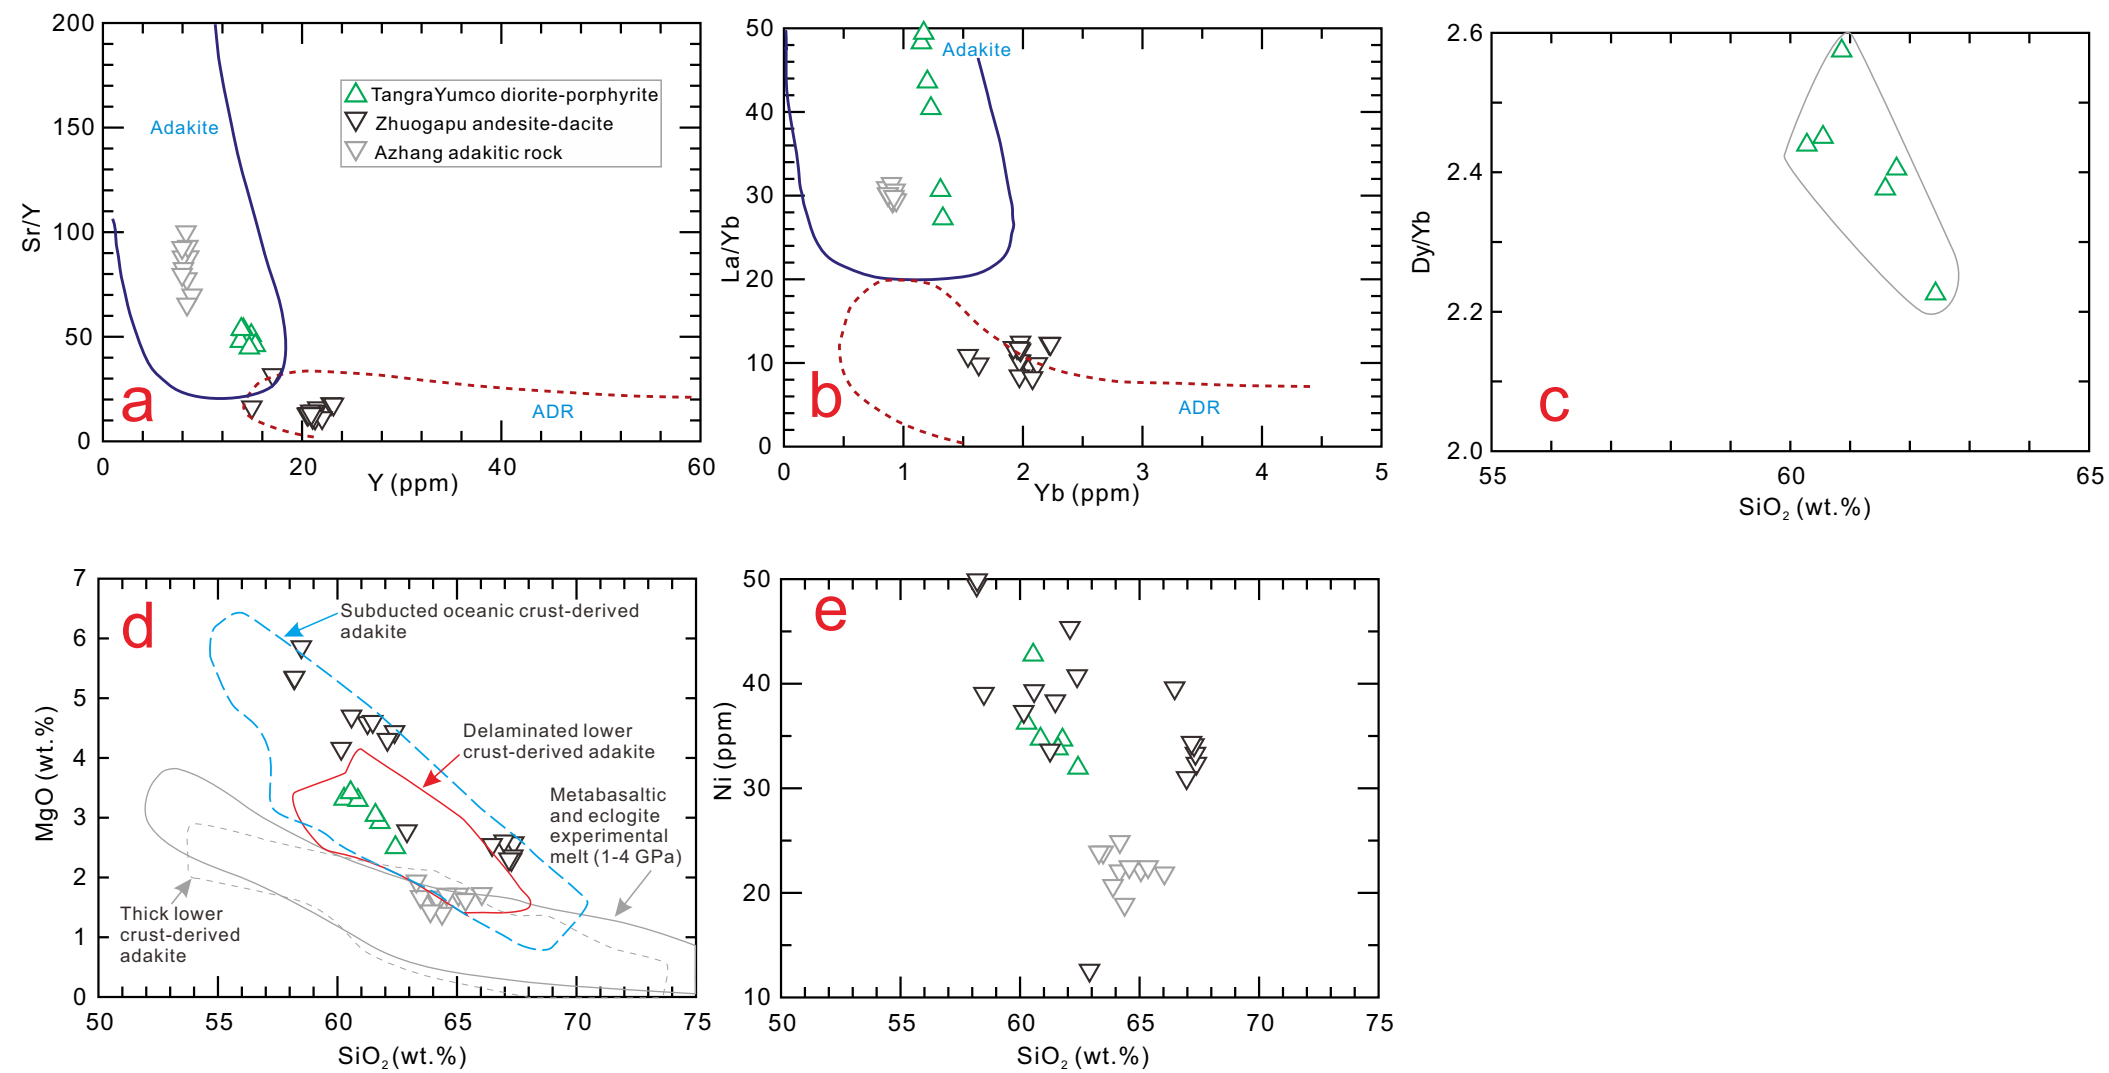 200
150
100
50
0
Sr/Y
Adakite
TangraYumco diorite-porphyrite
Zhuogapu andesite-dacite
Azhang adakitic rock
a
ADR
0 20 40 60
Y (ppm)
50
40
30
20
10
0
La/Yb
Adakite
b
ADR
0 1 2 3 4 5
Yb (ppm)
2.6
2.4
2.2
2.0
Dy/Yb
c
55 60 65
SiO2 (wt.%)
7
6
5
4
3
2
1
0
MgO (wt.%)
d
Subducted oceanic crust-derived
adakite
Delaminated lower
crust-derived adakite
Metabasaltic
and eclogite
experimental
melt (1-4 GPa)
Thick lower
crust-derived
adakite
50 55 60 65 70 75
SiO2 (wt.%)
50
40
30
20
10
Ni (ppm)
e
50 55 60 65 70 75
SiO2 (wt.%)